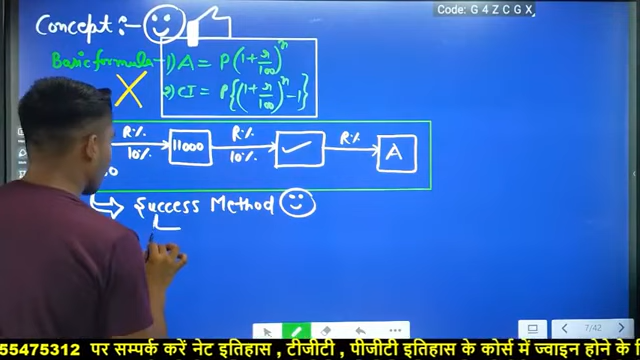 Code: G 4 Z C G X
Concept:-
Basic formula - 1) A = P(1+r/100)^n
2) CI = P{(1+r/100)^n - 1}
R% R% R%
11000 A
10% 10%
Success Method
7/42
55475312 पर सम्पर्क करें नेट इतिहास , टीजीटी , पीजीटी इतिहास के कोर्स में ज्वाइन होने के